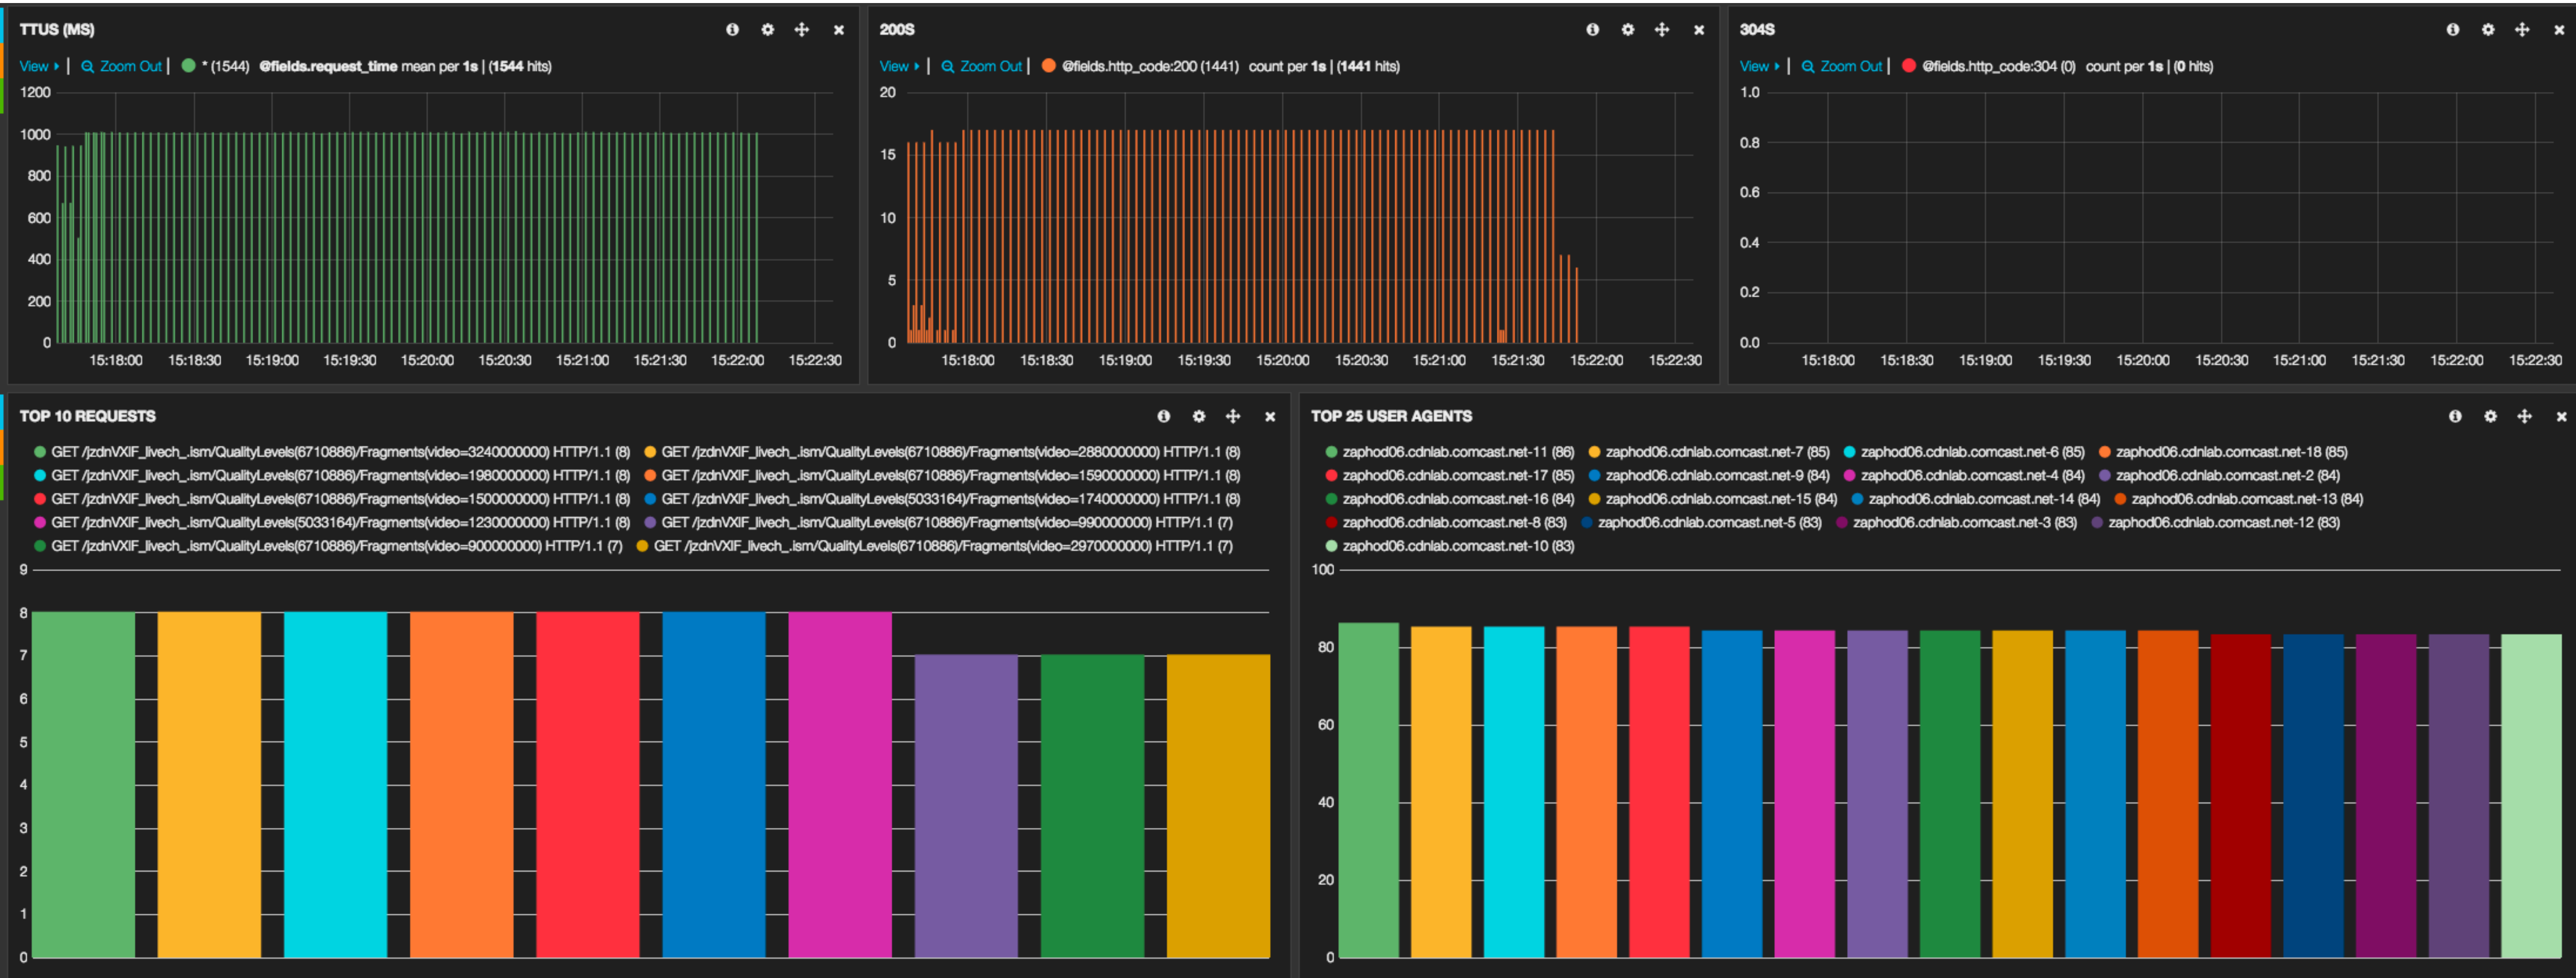 TTUS (MS)
View | Zoom Out | * (1544) @fields.request_time mean per 1s | (1544 hits)
1200
1000
800
600
400
200
0
15:18:00 15:18:30 15:19:00 15:19:30 15:20:00 15:20:30 15:21:00 15:21:30 15:22:00 15:22:30
200S
View | Zoom Out | @fields.http_code:200 (1441) count per 1s | (1441 hits)
20
15
10
5
0
15:18:00 15:18:30 15:19:00 15:19:30 15:20:00 15:20:30 15:21:00 15:21:30 15:22:00 15:22:30
304S
View | Zoom Out | @fields.http_code:304 (0) count per 1s | (0 hits)
1.0
0.8
0.6
0.4
0.2
0.0
15:18:00 15:18:30 15:19:00 15:19:30 15:20:00 15:20:30 15:21:00 15:21:30 15:22:00 15:22:30
TOP 10 REQUESTS
GET /jzdnVXIF_livech_.ism/QualityLevels(6710886)/Fragments(video=3240000000) HTTP/1.1 (8) GET /jzdnVXIF_livech_.ism/QualityLevels(6710886)/Fragments(video=2880000000) HTTP/1.1 (8)
GET /jzdnVXIF_livech_.ism/QualityLevels(6710886)/Fragments(video=1980000000) HTTP/1.1 (8) GET /jzdnVXIF_livech_.ism/QualityLevels(6710886)/Fragments(video=1590000000) HTTP/1.1 (8)
GET /jzdnVXIF_livech_.ism/QualityLevels(6710886)/Fragments(video=1500000000) HTTP/1.1 (8) GET /jzdnVXIF_livech_.ism/QualityLevels(5033164)/Fragments(video=1740000000) HTTP/1.1 (8)
GET /jzdnVXIF_livech_.ism/QualityLevels(5033164)/Fragments(video=1230000000) HTTP/1.1 (8) GET /jzdnVXIF_livech_.ism/QualityLevels(6710886)/Fragments(video=990000000) HTTP/1.1 (7)
GET /jzdnVXIF_livech_.ism/QualityLevels(6710886)/Fragments(video=900000000) HTTP/1.1 (7) GET /jzdnVXIF_livech_.ism/QualityLevels(6710886)/Fragments(video=2970000000) HTTP/1.1 (7)
9
8
7
6
5
4
3
2
1
0
TOP 25 USER AGENTS
zaphod06.cdnlab.comcast.net-11 (86) zaphod06.cdnlab.comcast.net-7 (85) zaphod06.cdnlab.comcast.net-6 (85) zaphod06.cdnlab.comcast.net-18 (85)
zaphod06.cdnlab.comcast.net-17 (85) zaphod06.cdnlab.comcast.net-9 (84) zaphod06.cdnlab.comcast.net-4 (84) zaphod06.cdnlab.comcast.net-2 (84)
zaphod06.cdnlab.comcast.net-16 (84) zaphod06.cdnlab.comcast.net-15 (84) zaphod06.cdnlab.comcast.net-14 (84) zaphod06.cdnlab.comcast.net-13 (84)
zaphod06.cdnlab.comcast.net-8 (83) zaphod06.cdnlab.comcast.net-5 (83) zaphod06.cdnlab.comcast.net-3 (83) zaphod06.cdnlab.comcast.net-12 (83)
zaphod06.cdnlab.comcast.net-10 (83)
100
80
60
40
20
0